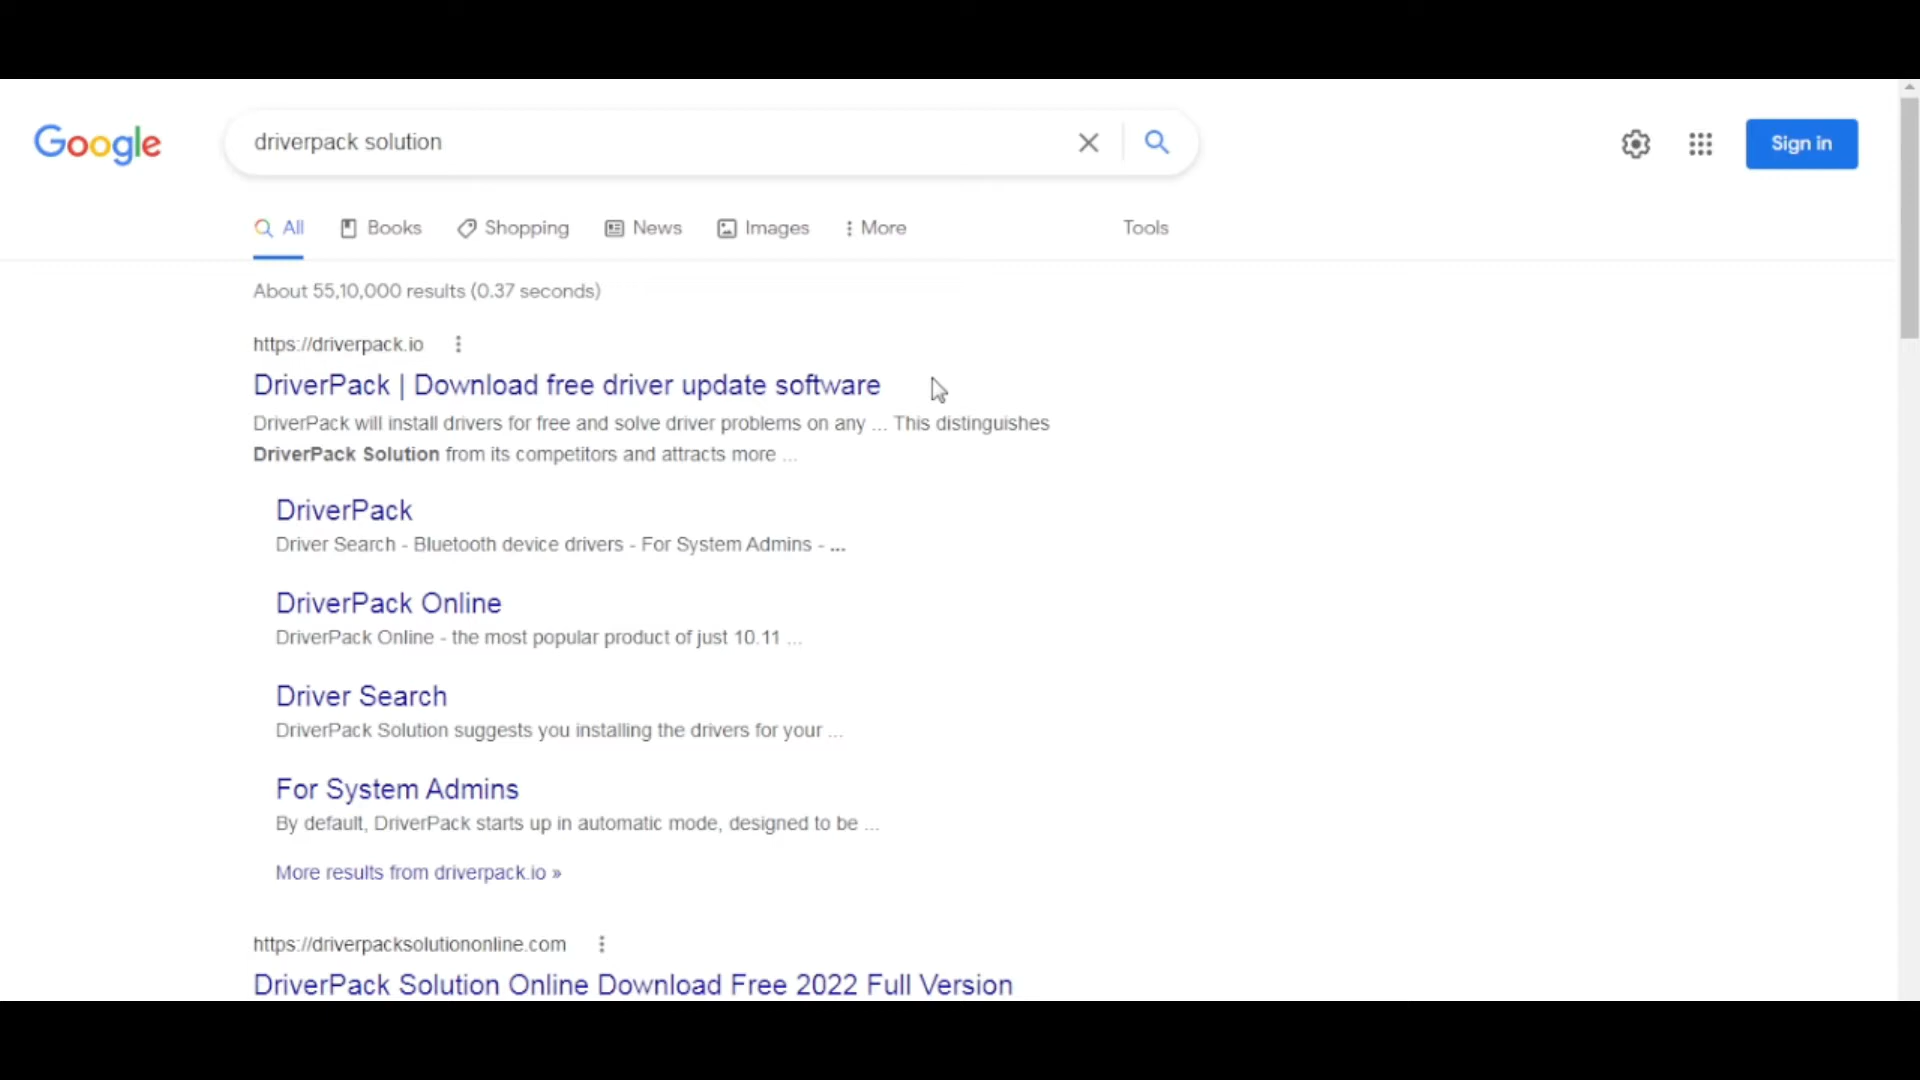 Google
driverpack solution
Sign in
All Books Shopping News Images More Tools
About 55,10,000 results (0.37 seconds)
https://driverpack.io
DriverPack | Download free driver update software
DriverPack will install drivers for free and solve driver problems on any ... This distinguishes
DriverPack Solution from its competitors and attracts more ...
DriverPack
Driver Search - Bluetooth device drivers - For System Admins - ...
DriverPack Online
DriverPack Online - the most popular product of just 10.11 ...
Driver Search
DriverPack Solution suggests you installing the drivers for your ...
For System Admins
By default, DriverPack starts up in automatic mode, designed to be ...
More results from driverpack.io »
https://driverpacksolutiononline.com
DriverPack Solution Online Download Free 2022 Full Version